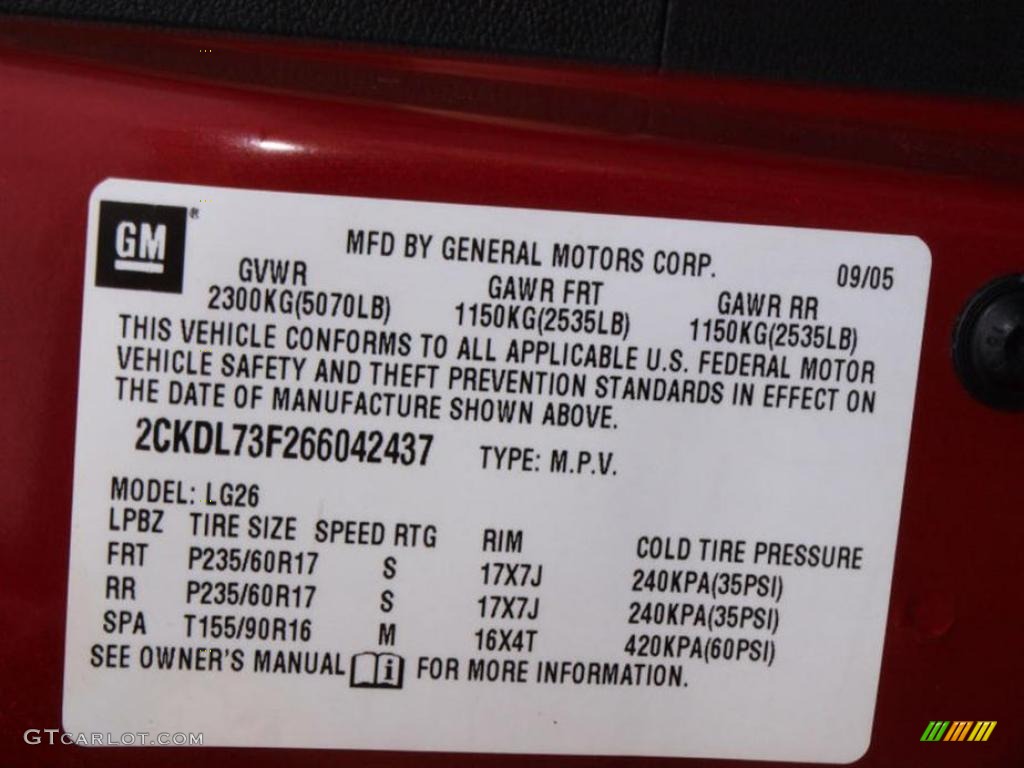 GM ®
MFD BY GENERAL MOTORS CORP.
09/05
GVWR GAWR FRT GAWR RR
2300KG(5070LB) 1150KG(2535LB) 1150KG(2535LB)
THIS VEHICLE CONFORMS TO ALL APPLICABLE U.S. FEDERAL MOTOR
VEHICLE SAFETY AND THEFT PREVENTION STANDARDS IN EFFECT ON
THE DATE OF MANUFACTURE SHOWN ABOVE.
2CKDL73F266042437 TYPE: M.P.V.
MODEL: LG26
LPBZ TIRE SIZE SPEED RTG RIM COLD TIRE PRESSURE
FRT P235/60R17 S 17X7J 240KPA(35PSI)
RR P235/60R17 S 17X7J 240KPA(35PSI)
SPA T155/90R16 M 16X4T 420KPA(60PSI)
SEE OWNER'S MANUAL i FOR MORE INFORMATION.
GTCARLOT.COM